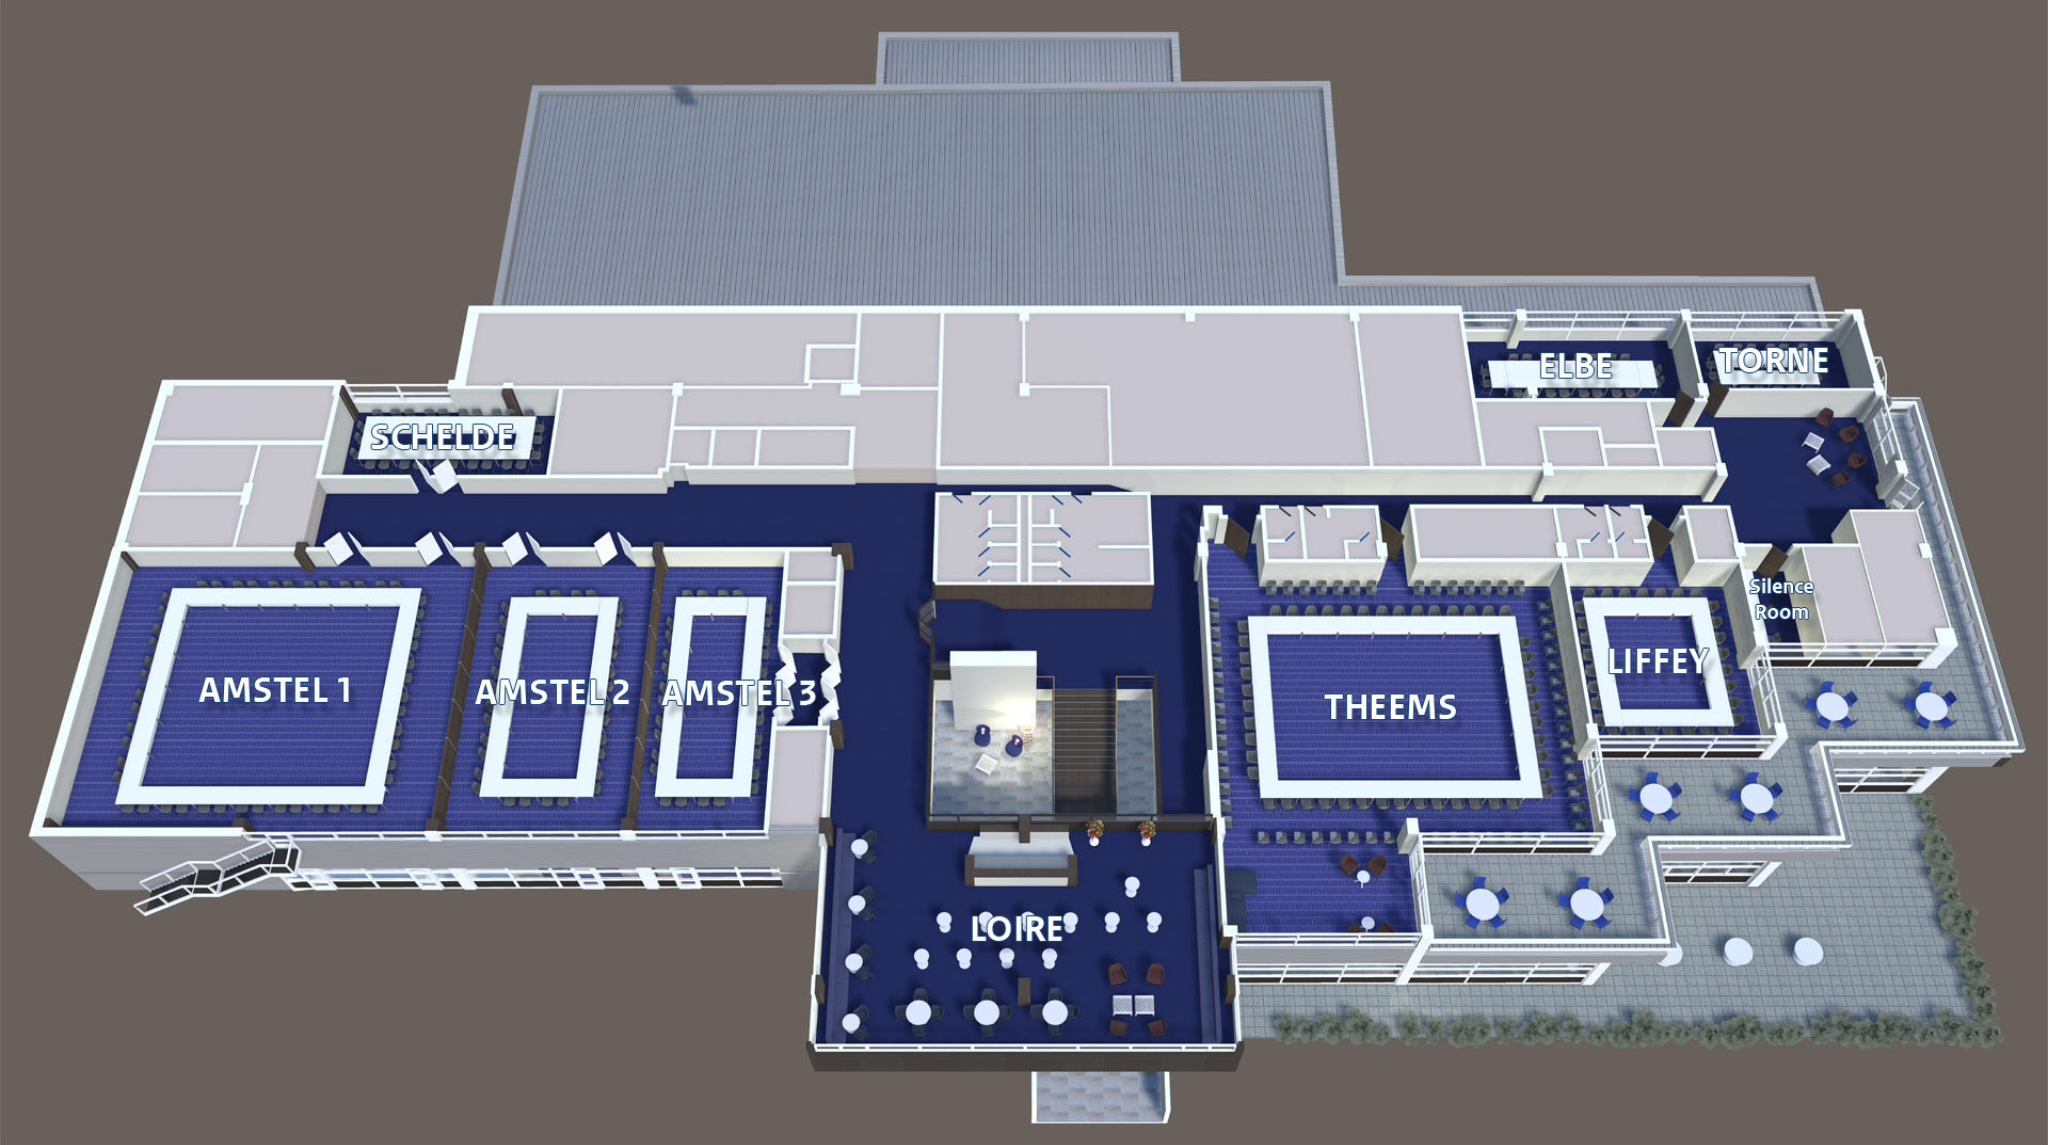 ELBE
TORNE
SCHELDE
Silence
Room
LIFFEY
AMSTEL 1
AMSTEL 2
AMSTEL 3
THEEMS
LOIRE